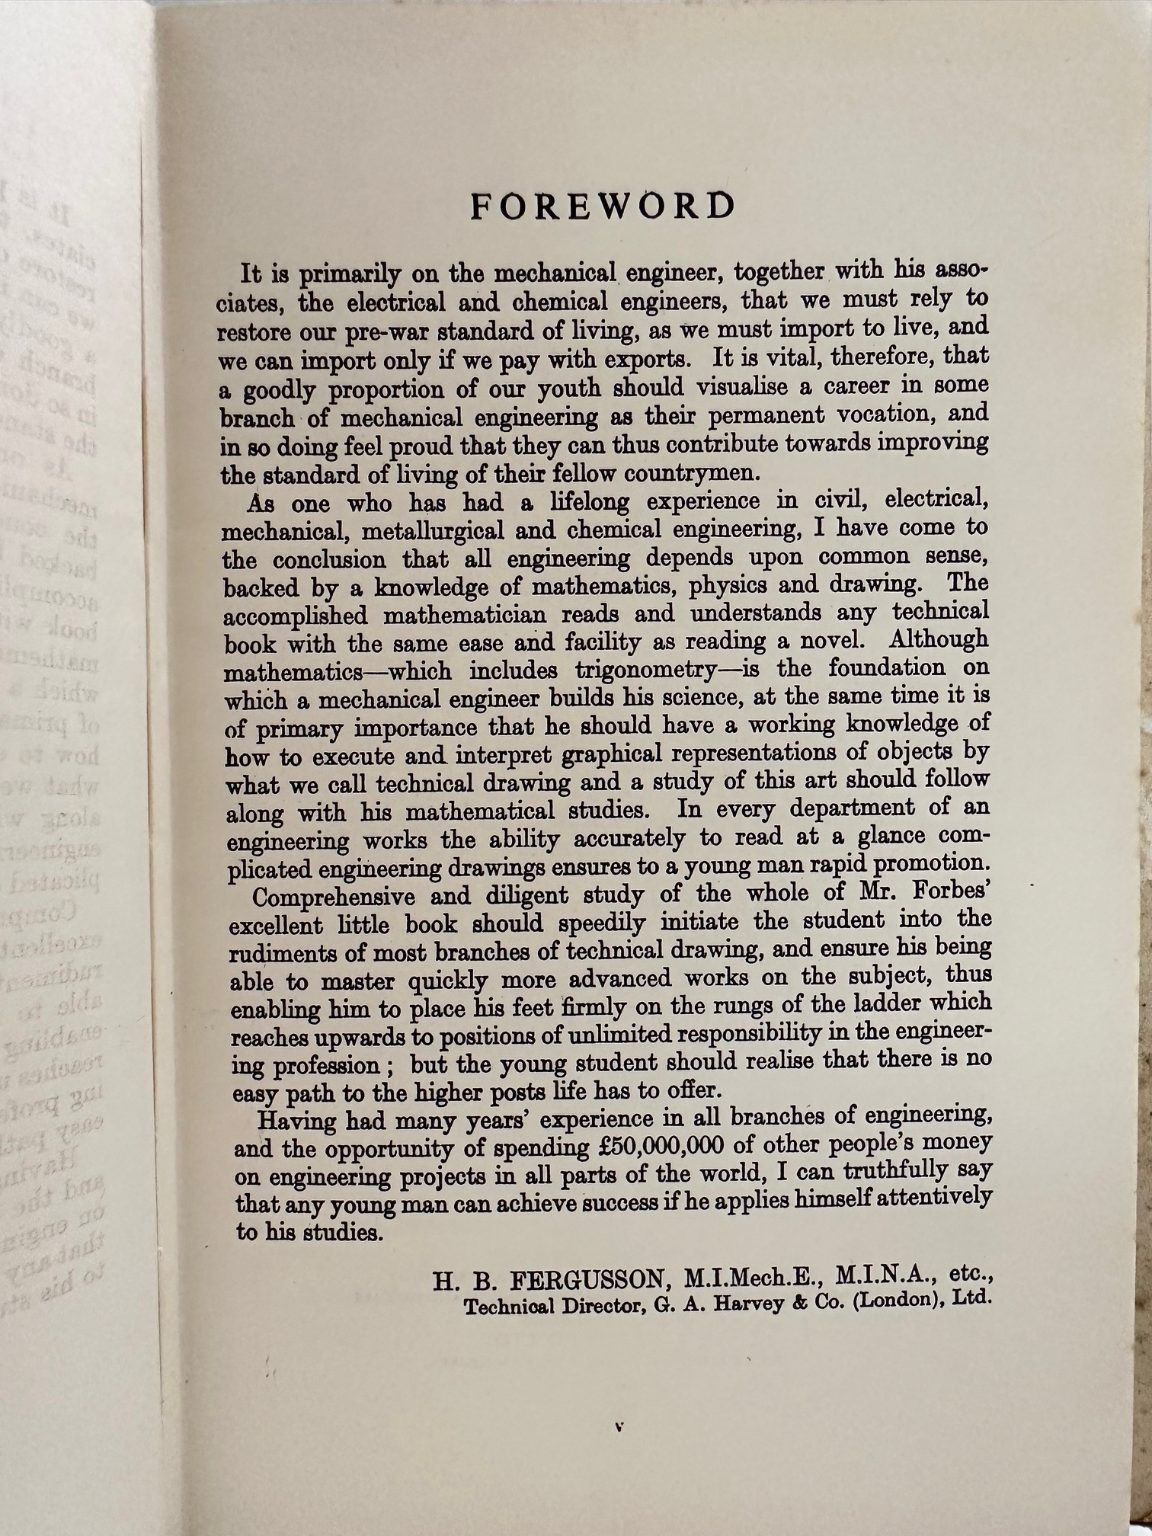 FOREWORD
It is primarily on the mechanical engineer, together with his asso-
ciates, the electrical and chemical engineers, that we must rely to
restore our pre-war standard of living, as we must import to live, and
we can import only if we pay with exports. It is vital, therefore, that
a goodly proportion of our youth should visualise a career in some
branch of mechanical engineering as their permanent vocation, and
in so doing feel proud that they can thus contribute towards improving
the standard of living of their fellow countrymen.
As one who has had a lifelong experience in civil, electrical,
mechanical, metallurgical and chemical engineering, I have come to
the conclusion that all engineering depends upon common sense,
backed by a knowledge of mathematics, physics and drawing. The
accomplished mathematician reads and understands any technical
book with the same ease and facility as reading a novel. Although
mathematics—which includes trigonometry—is the foundation on
which a mechanical engineer builds his science, at the same time it is
of primary importance that he should have a working knowledge of
how to execute and interpret graphical representations of objects by
what we call technical drawing and a study of this art should follow
along with his mathematical studies. In every department of an
engineering works the ability accurately to read at a glance com-
plicated engineering drawings ensures to a young man rapid promotion.
Comprehensive and diligent study of the whole of Mr. Forbes'
excellent little book should speedily initiate the student into the
rudiments of most branches of technical drawing, and ensure his being
able to master quickly more advanced works on the subject, thus
enabling him to place his feet firmly on the rungs of the ladder which
reaches upwards to positions of unlimited responsibility in the engineer-
ing profession ; but the young student should realise that there is no
easy path to the higher posts life has to offer.
Having had many years' experience in all branches of engineering,
and the opportunity of spending £50,000,000 of other people's money
on engineering projects in all parts of the world, I can truthfully say
that any young man can achieve success if he applies himself attentively
to his studies.
H. B. FERGUSSON, M.I.Mech.E., M.I.N.A., etc.,
Technical Director, G. A. Harvey & Co. (London), Ltd.
v